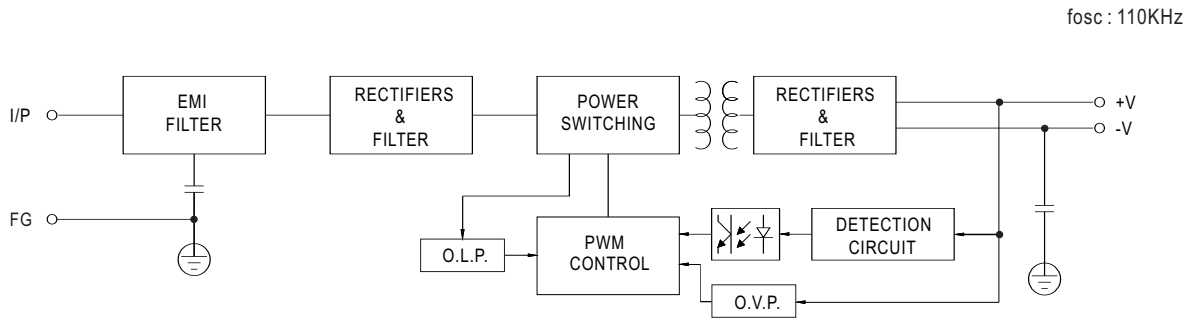 fosc : 110KHz
I/P
EMI
FILTER
RECTIFIERS
&
FILTER
POWER
SWITCHING
RECTIFIERS
&
FILTER
+V
-V
FG
O.L.P.
PWM
CONTROL
DETECTION
CIRCUIT
O.V.P.